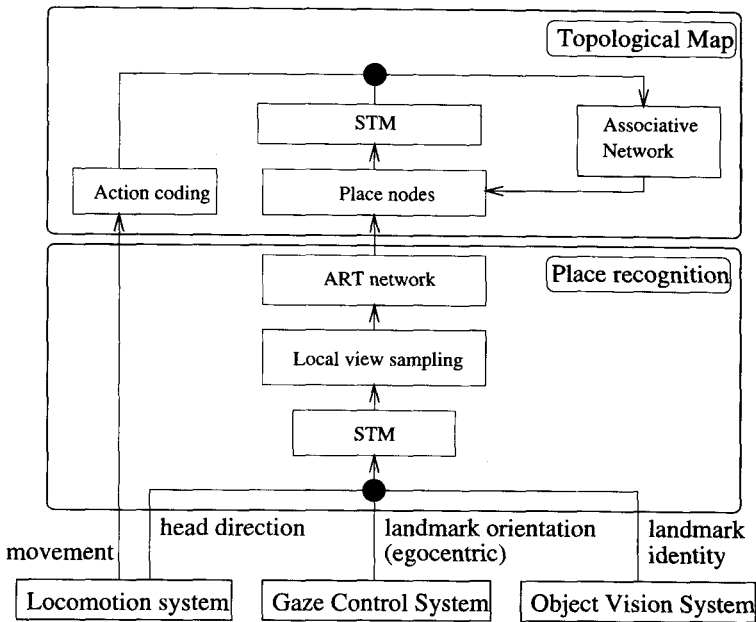 Topological Map
STM
Associative
Network
Action coding
Place nodes
Place recognition
ART network
Local view sampling
STM
head direction
landmark orientation
(egocentric)
landmark
identity
movement
Locomotion system
Gaze Control System
Object Vision System